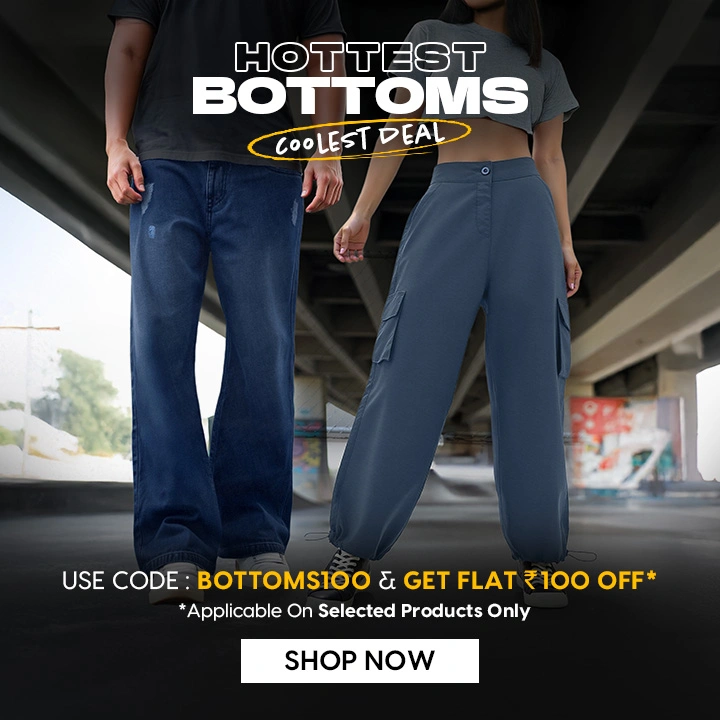 HOTTEST
BOTTOMS
COOLEST DEAL
USE CODE : BOTTOMS100 & GET FLAT ₹100 OFF*
*Applicable On Selected Products Only
SHOP NOW